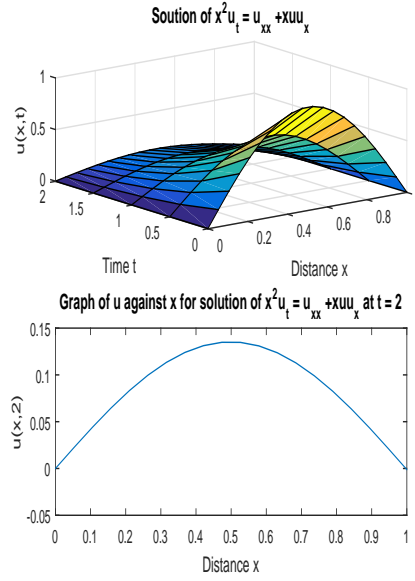 Soution of x²uₜ = uₓₓ +xuuₓ
1
0.5
0
u(x,t)
2
1.5
1
0.5
0
Time t
0
0.2
0.4
0.6
0.8
Distance x
Graph of u against x for solution of x²uₜ = uₓₓ +xuuₓ at t = 2
0.15
0.1
0.05
0
-0.05
u(x,2)
0 0.1 0.2 0.3 0.4 0.5 0.6 0.7 0.8 0.9 1
Distance x